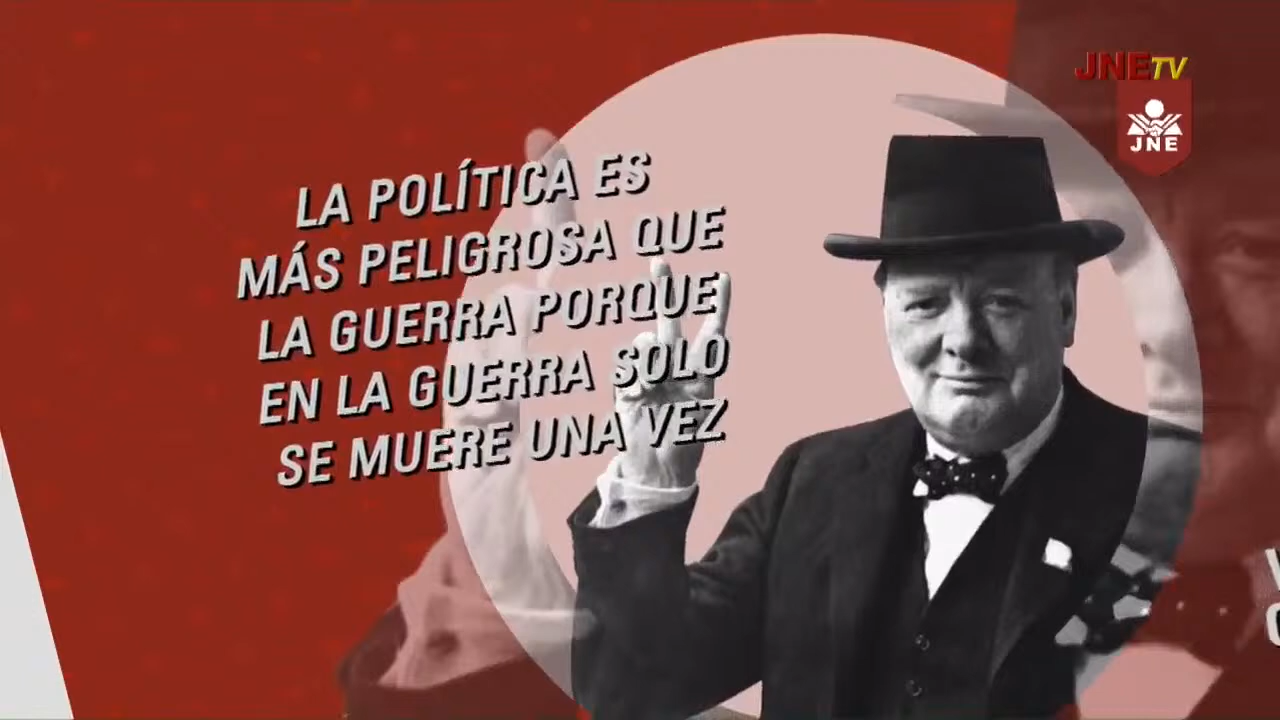 JNETV
JNE
LA POLÍTICA ES
MÁS PELIGROSA QUE
LA GUERRA PORQUE
EN LA GUERRA SOLO
SE MUERE UNA VEZ